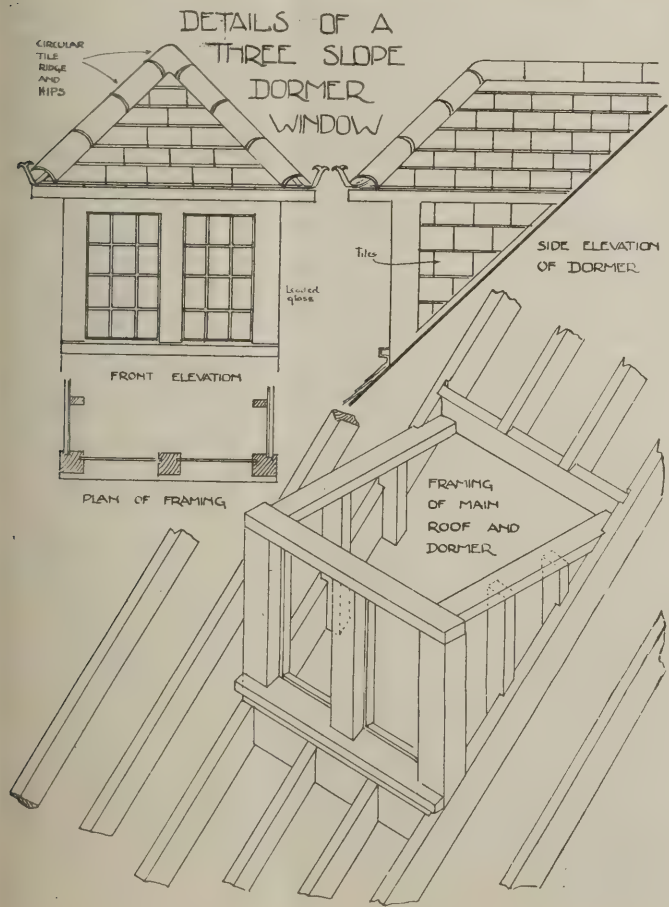 DETAILS OF A
THREE SLOPE
DORMER
WINDOW
CIRCULAR
TILE
RIDGE
AND
HIPS
Tiles
SIDE ELEVATION
OF DORMER
Leaded
glass
FRONT ELEVATION
PLAN OF FRAMING
FRAMING
OF MAIN
ROOF AND
DORMER